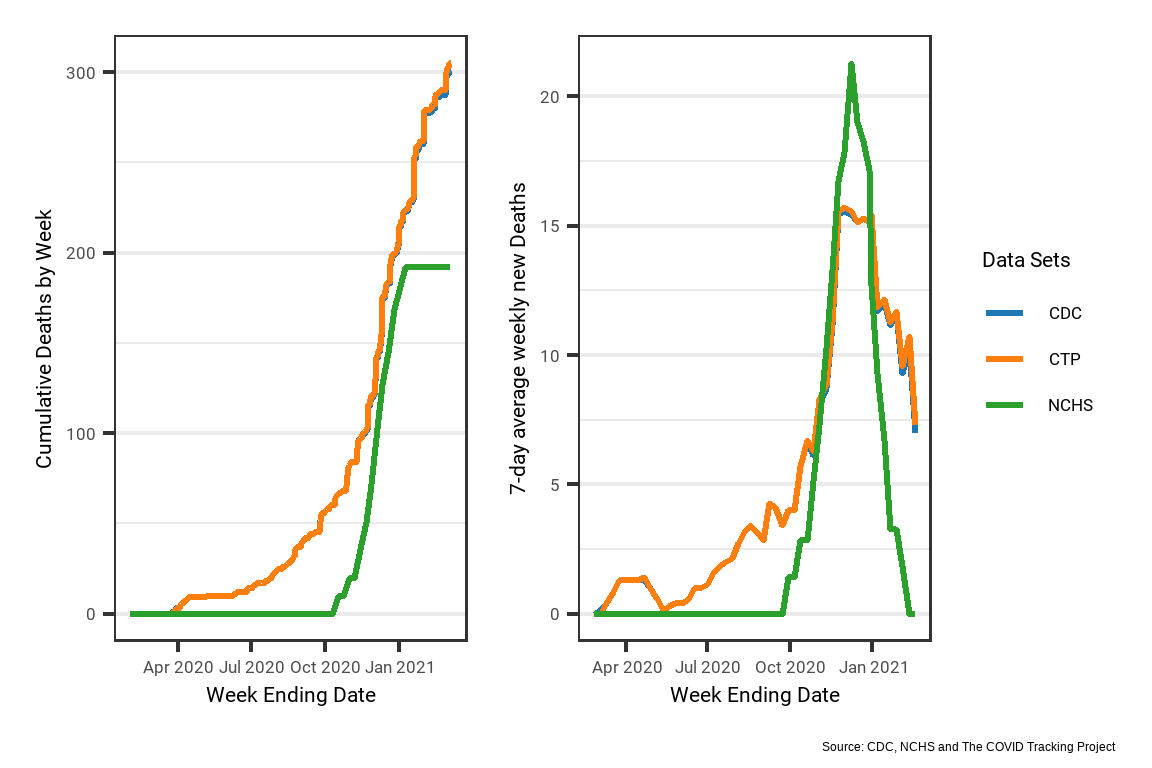 Cumulative Deaths by Week
300
200
100
0
Apr 2020 Jul 2020 Oct 2020 Jan 2021
Week Ending Date
7-day average weekly new Deaths
20
15
10
5
0
Apr 2020 Jul 2020 Oct 2020 Jan 2021
Week Ending Date
Data Sets
CDC
CTP
NCHS
Source: CDC, NCHS and The COVID Tracking Project